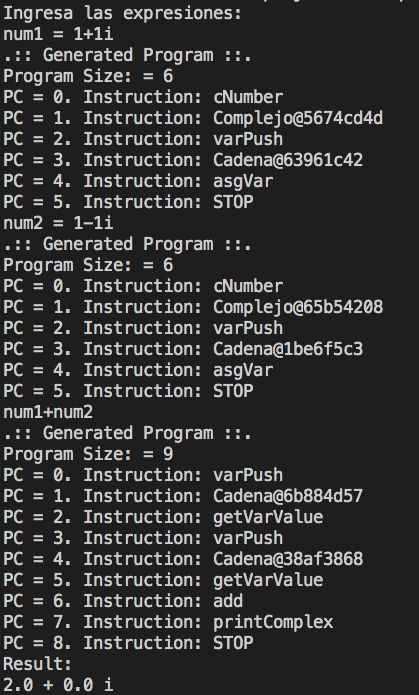 Ingresa las expresiones:
num1 = 1+1i
.:: Generated Program ::.
Program Size: = 6
PC = 0. Instruction: cNumber
PC = 1. Instruction: Complejo@5674cd4d
PC = 2. Instruction: varPush
PC = 3. Instruction: Cadena@63961c42
PC = 4. Instruction: asgVar
PC = 5. Instruction: STOP
num2 = 1-1i
.:: Generated Program ::.
Program Size: = 6
PC = 0. Instruction: cNumber
PC = 1. Instruction: Complejo@65b54208
PC = 2. Instruction: varPush
PC = 3. Instruction: Cadena@1be6f5c3
PC = 4. Instruction: asgVar
PC = 5. Instruction: STOP
num1+num2
.:: Generated Program ::.
Program Size: = 9
PC = 0. Instruction: varPush
PC = 1. Instruction: Cadena@6b884d57
PC = 2. Instruction: getVarValue
PC = 3. Instruction: varPush
PC = 4. Instruction: Cadena@38af3868
PC = 5. Instruction: getVarValue
PC = 6. Instruction: add
PC = 7. Instruction: printComplex
PC = 8. Instruction: STOP
Result:
2.0 + 0.0 i